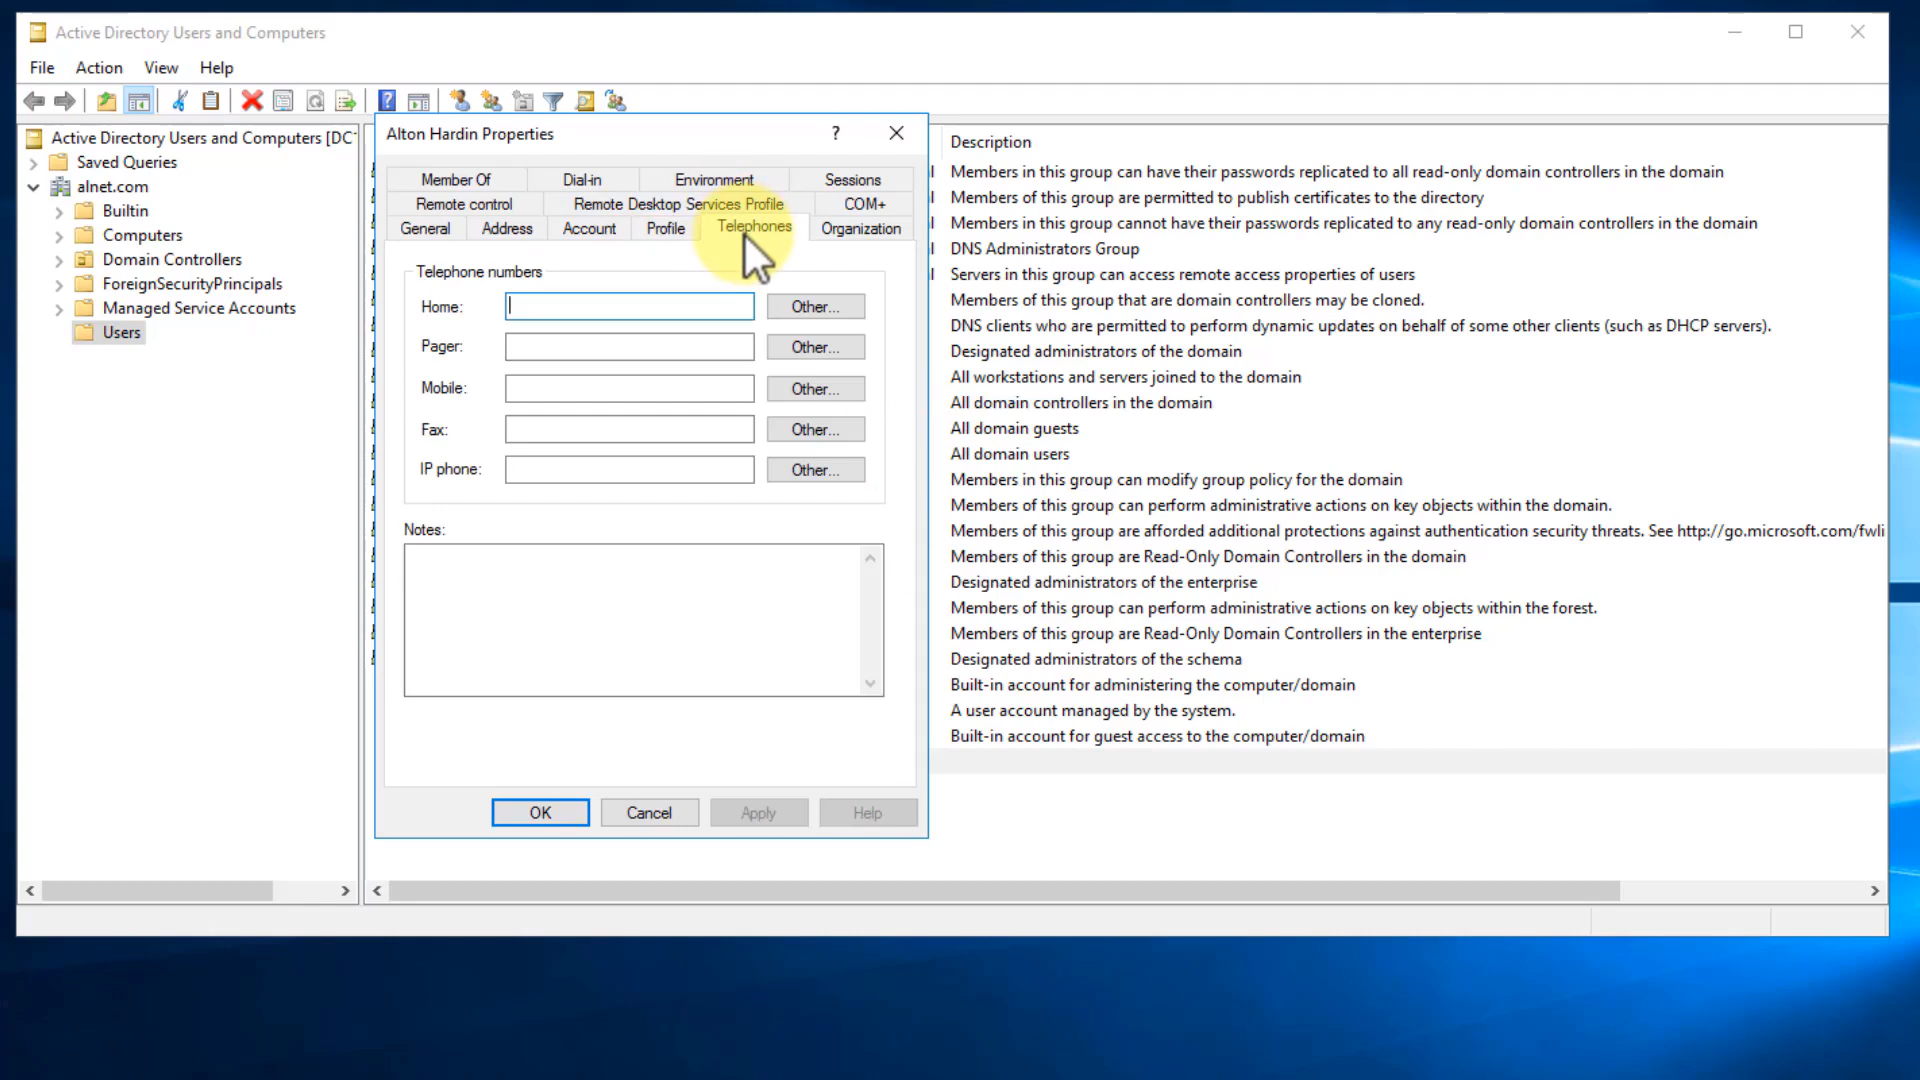 Active Directory Users and Computers
File Action View Help
Active Directory Users and Computers [DC
Saved Queries
alnet.com
Builtin
Computers
Domain Controllers
ForeignSecurityPrincipals
Managed Service Accounts
Users
Alton Hardin Properties ?
Member Of Dial-in Environment Sessions
Remote control Remote Desktop Services Profile COM+
General Address Account Profile Telephones Organization
Telephone numbers
Home: Other...
Pager: Other...
Mobile: Other...
Fax: Other...
IP phone: Other...
Notes:
OK Cancel Apply Help
Description
Members in this group can have their passwords replicated to all read-only domain controllers in the domain
Members of this group are permitted to publish certificates to the directory
Members in this group cannot have their passwords replicated to any read-only domain controllers in the domain
DNS Administrators Group
Servers in this group can access remote access properties of users
Members of this group that are domain controllers may be cloned.
DNS clients who are permitted to perform dynamic updates on behalf of some other clients (such as DHCP servers).
Designated administrators of the domain
All workstations and servers joined to the domain
All domain controllers in the domain
All domain guests
All domain users
Members in this group can modify group policy for the domain
Members of this group can perform administrative actions on key objects within the domain.
Members of this group are afforded additional protections against authentication security threats. See http://go.microsoft.com/fwli
Members of this group are Read-Only Domain Controllers in the domain
Designated administrators of the enterprise
Members of this group can perform administrative actions on key objects within the forest.
Members of this group are Read-Only Domain Controllers in the enterprise
Designated administrators of the schema
Built-in account for administering the computer/domain
A user account managed by the system.
Built-in account for guest access to the computer/domain